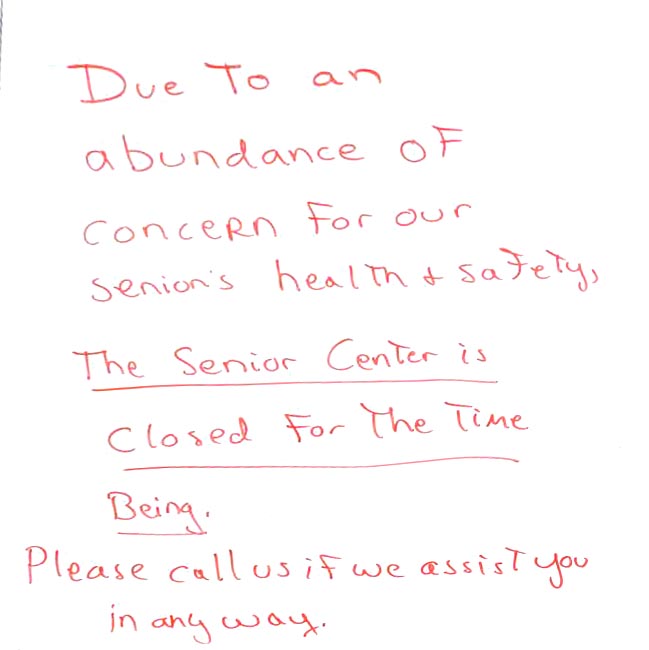 Due To an
abundance of
concern for our
senior's health + safety,
The Senior Center is
closed for the Time
Being.
Please call us if we assist you
in any way.